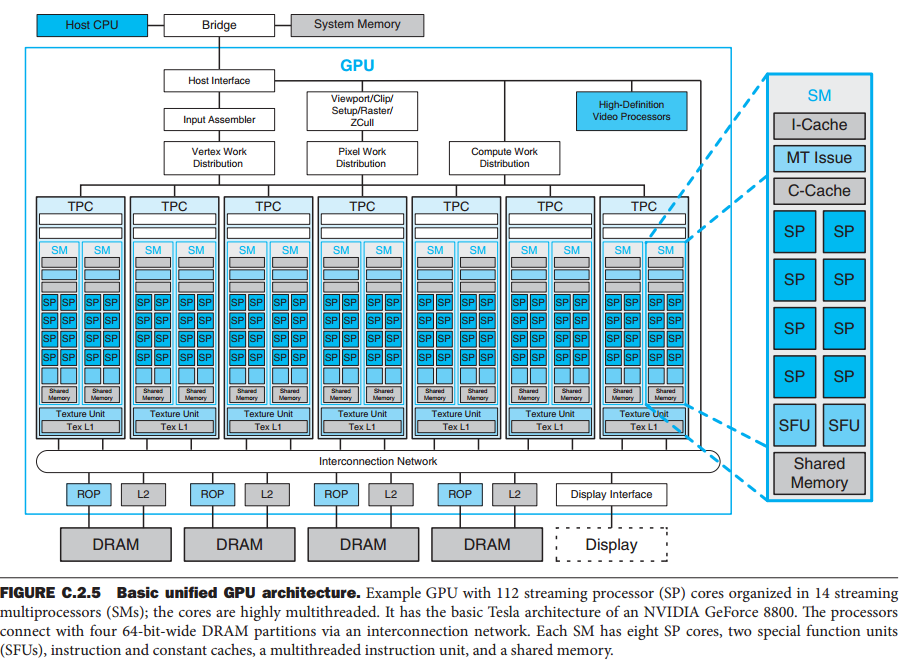 Host CPU
Bridge
System Memory
GPU
Host Interface
Input Assembler
Vertex Work
Distribution
Viewport/Clip/
Setup/Raster/
ZCull
Pixel Work
Distribution
Compute Work
Distribution
High-Definition
Video Processors
TPC TPC TPC TPC TPC TPC TPC
SM SM SM SM SM SM SM SM SM SM SM SM SM SM
SP SP SP SP SP SP SP SP SP SP SP SP SP SP SP SP SP SP SP SP SP SP SP SP SP SP SP SP
SP SP SP SP SP SP SP SP SP SP SP SP SP SP SP SP SP SP SP SP SP SP SP SP SP SP SP SP
SP SP SP SP SP SP SP SP SP SP SP SP SP SP SP SP SP SP SP SP SP SP SP SP SP SP SP SP
SP SP SP SP SP SP SP SP SP SP SP SP SP SP SP SP SP SP SP SP SP SP SP SP SP SP SP SP
Shared Shared Shared Shared Shared Shared Shared Shared Shared Shared Shared Shared Shared Shared
Memory Memory Memory Memory Memory Memory Memory Memory Memory Memory Memory Memory Memory Memory
Texture Unit Texture Unit Texture Unit Texture Unit Texture Unit Texture Unit Texture Unit
Tex L1 Tex L1 Tex L1 Tex L1 Tex L1 Tex L1 Tex L1
Interconnection Network
ROP L2 ROP L2 ROP L2 ROP L2 Display Interface
DRAM DRAM DRAM DRAM Display
SM
I-Cache
MT Issue
C-Cache
SP SP
SP SP
SP SP
SP SP
SFU SFU
Shared
Memory
FIGURE C.2.5 Basic unified GPU architecture. Example GPU with 112 streaming processor (SP) cores organized in 14 streaming
multiprocessors (SMs); the cores are highly multithreaded. It has the basic Tesla architecture of an NVIDIA GeForce 8800. The processors
connect with four 64-bit-wide DRAM partitions via an interconnection network. Each SM has eight SP cores, two special function units
(SFUs), instruction and constant caches, a multithreaded instruction unit, and a shared memory.